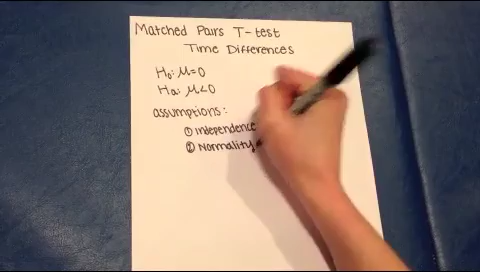 Matched Pairs T-test
Time Differences
H₀: μ=0
Hₐ: μ<0
assumptions:
① Independence
② Normality